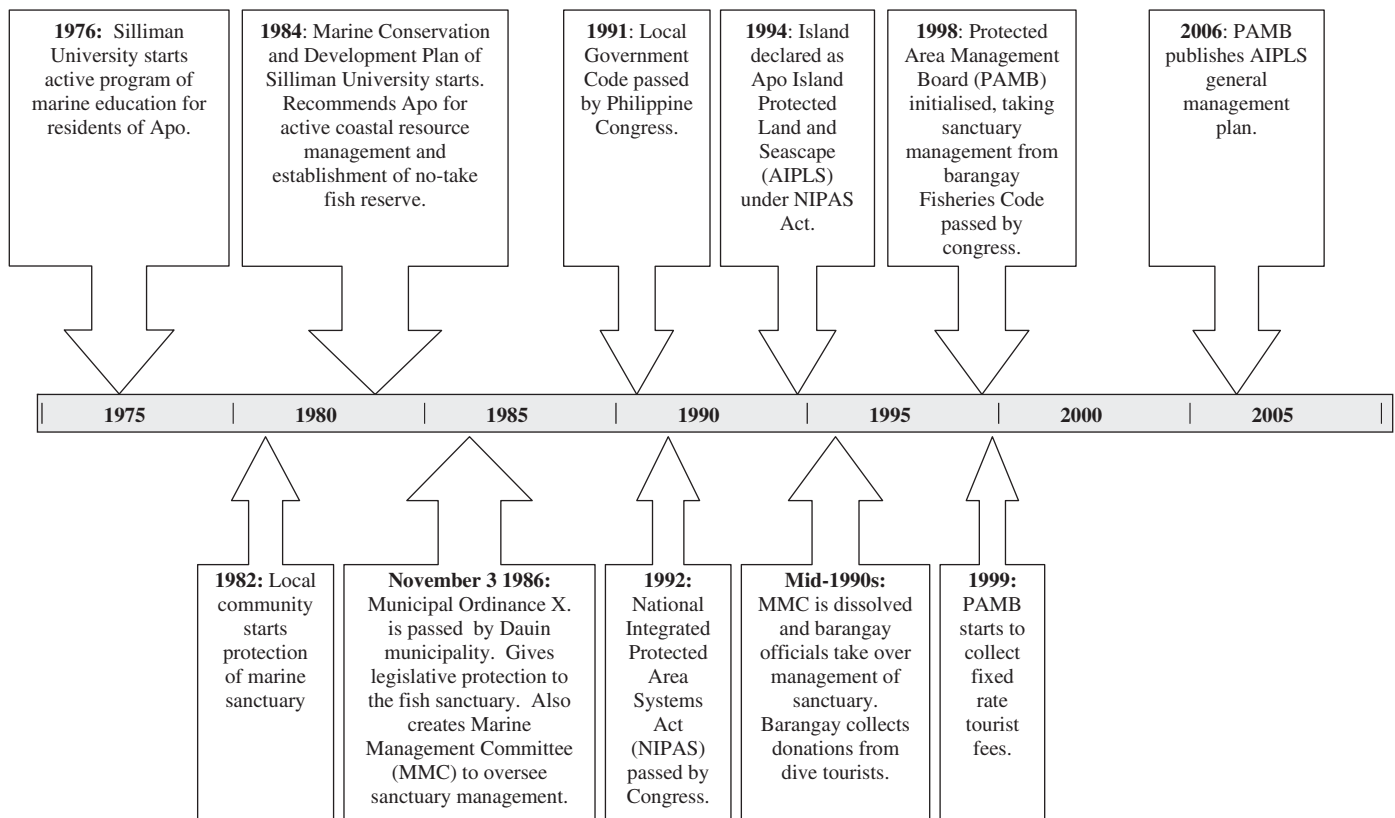 1976: Silliman
University starts
active program of
marine education for
residents of Apo.
1984: Marine Conservation
and Development Plan of
Silliman University starts.
Recommends Apo for
active coastal resource
management and
establishment of no-take
fish reserve.
1991: Local
Government
Code passed
by Philippine
Congress.
1994: Island
declared as
Apo Island
Protected
Land and
Seascape
(AIPLS)
under NIPAS
Act.
1998: Protected
Area Management
Board (PAMB)
initialised, taking
sanctuary
management from
barangay
Fisheries Code
passed by
congress.
2006: PAMB
publishes AIPLS
general
management
plan.
1975 1980 1985 1990 1995 2000 2005
1982: Local
community
starts
protection
of marine
sanctuary
November 3 1986:
Municipal Ordinance X.
is passed by Dauin
municipality. Gives
legislative protection to
the fish sanctuary. Also
creates Marine
Management Committee
(MMC) to oversee
sanctuary management.
1992:
National
Integrated
Protected
Area
Systems
Act
(NIPAS)
passed by
Congress.
Mid-1990s:
MMC is dissolved
and barangay
officials take over
management of
sanctuary.
Barangay collects
donations from
dive tourists.
1999:
PAMB
starts to
collect
fixed
rate
tourist
fees.